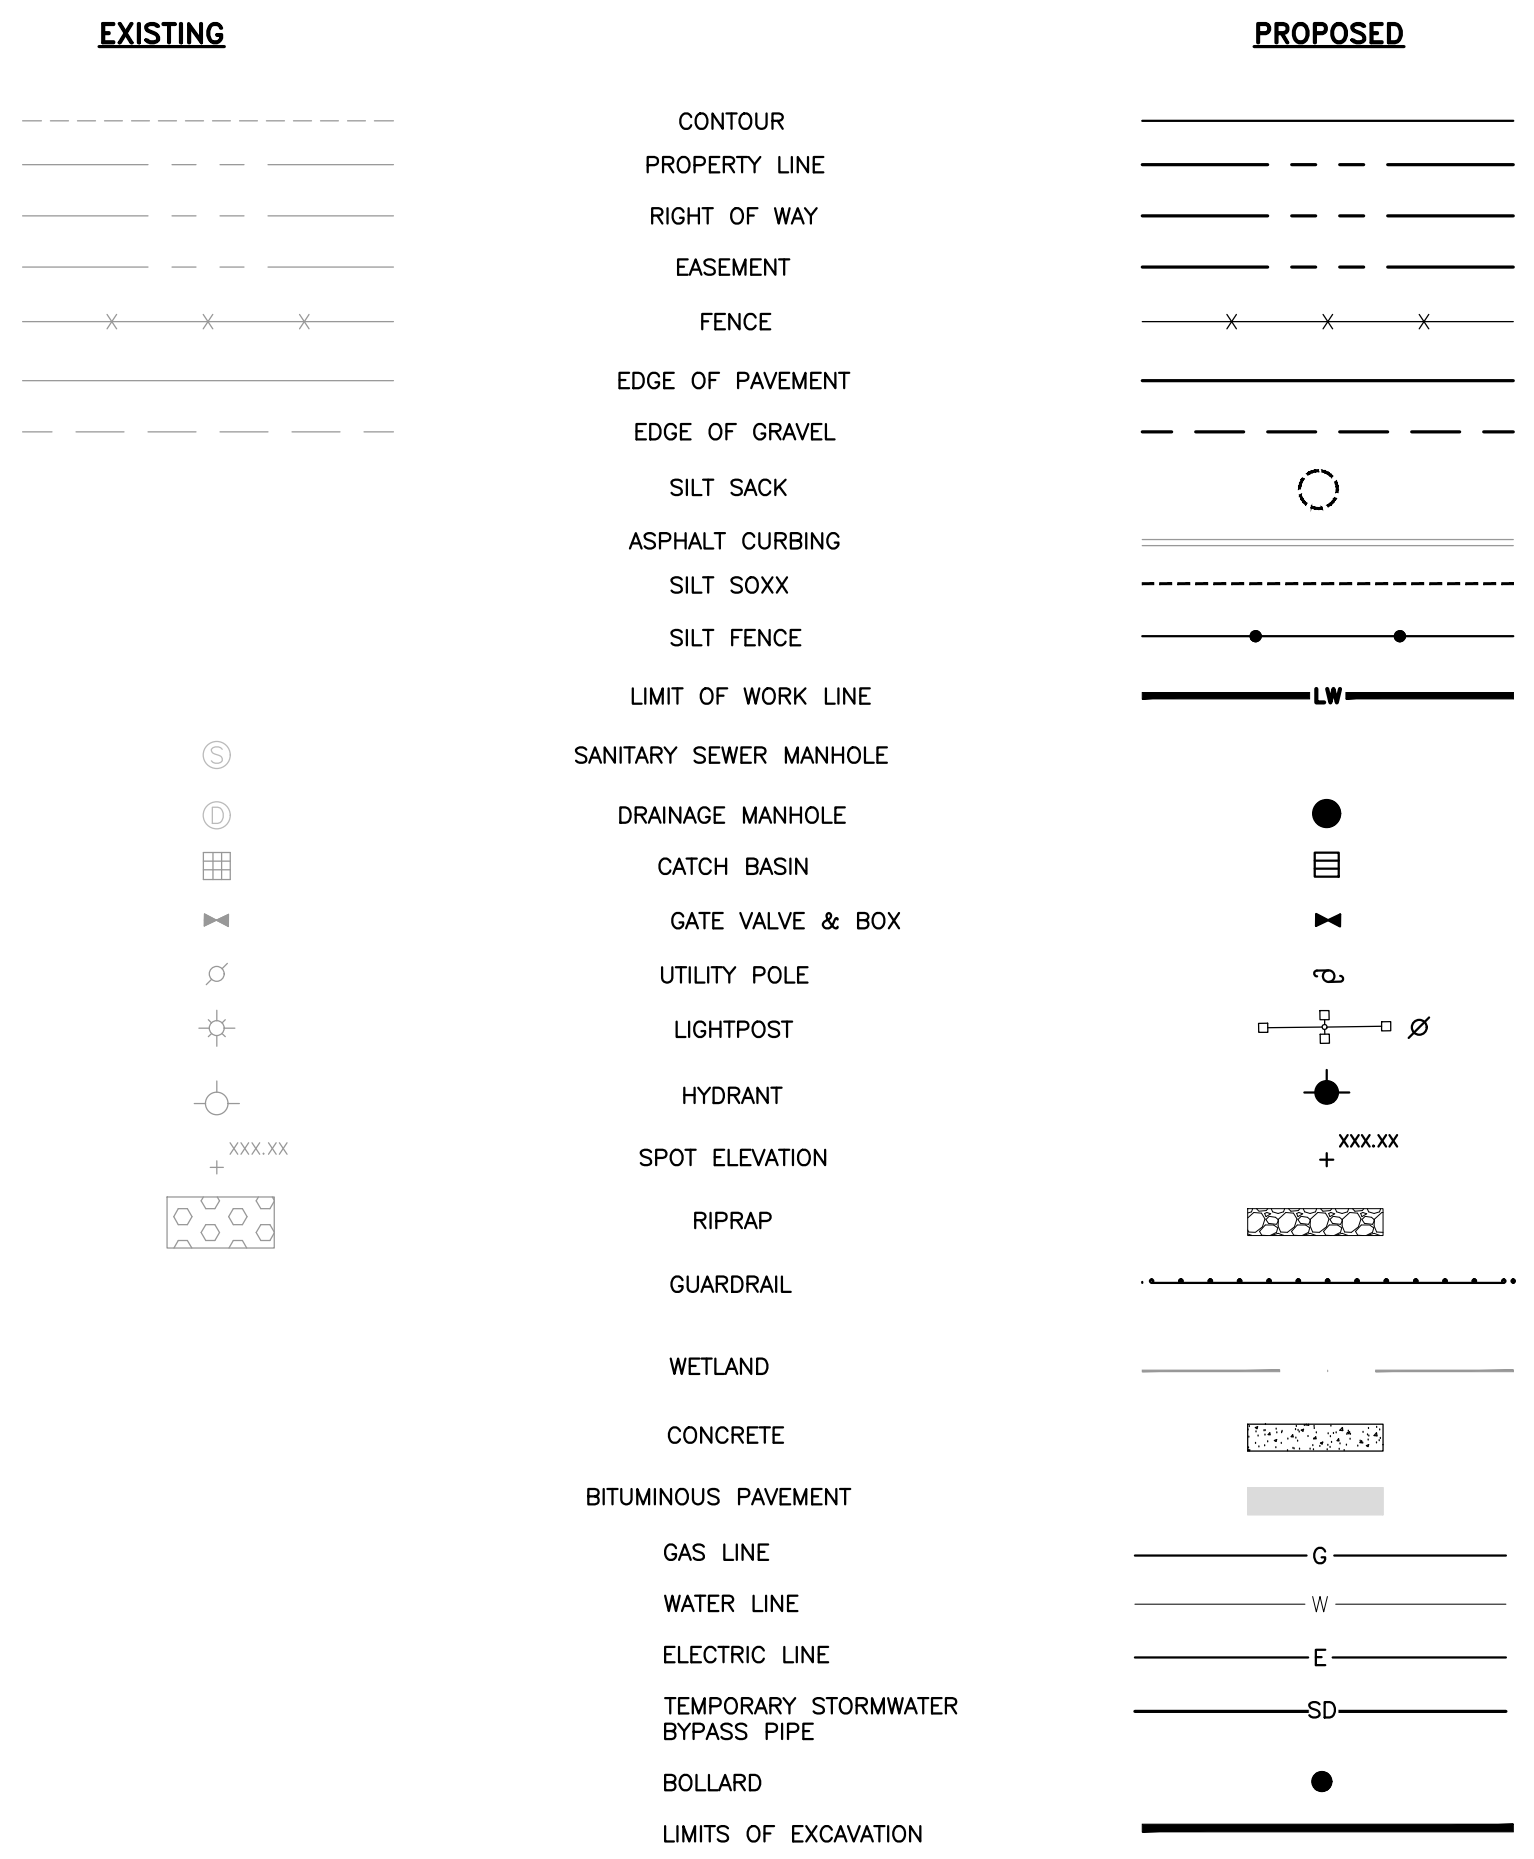 EXISTING
PROPOSED
CONTOUR
PROPERTY LINE
RIGHT OF WAY
EASEMENT
X X X
FENCE
X X X
EDGE OF PAVEMENT
EDGE OF GRAVEL
SILT SACK
ASPHALT CURBING
SILT SOXX
SILT FENCE
LIMIT OF WORK LINE
LW
S
SANITARY SEWER MANHOLE
D
DRAINAGE MANHOLE
CATCH BASIN
GATE VALVE & BOX
UTILITY POLE
LIGHTPOST
HYDRANT
XXX.XX
SPOT ELEVATION
XXX.XX
RIPRAP
GUARDRAIL
WETLAND
CONCRETE
BITUMINOUS PAVEMENT
GAS LINE
G
WATER LINE
W
ELECTRIC LINE
E
TEMPORARY STORMWATER
BYPASS PIPE
SD
BOLLARD
LIMITS OF EXCAVATION